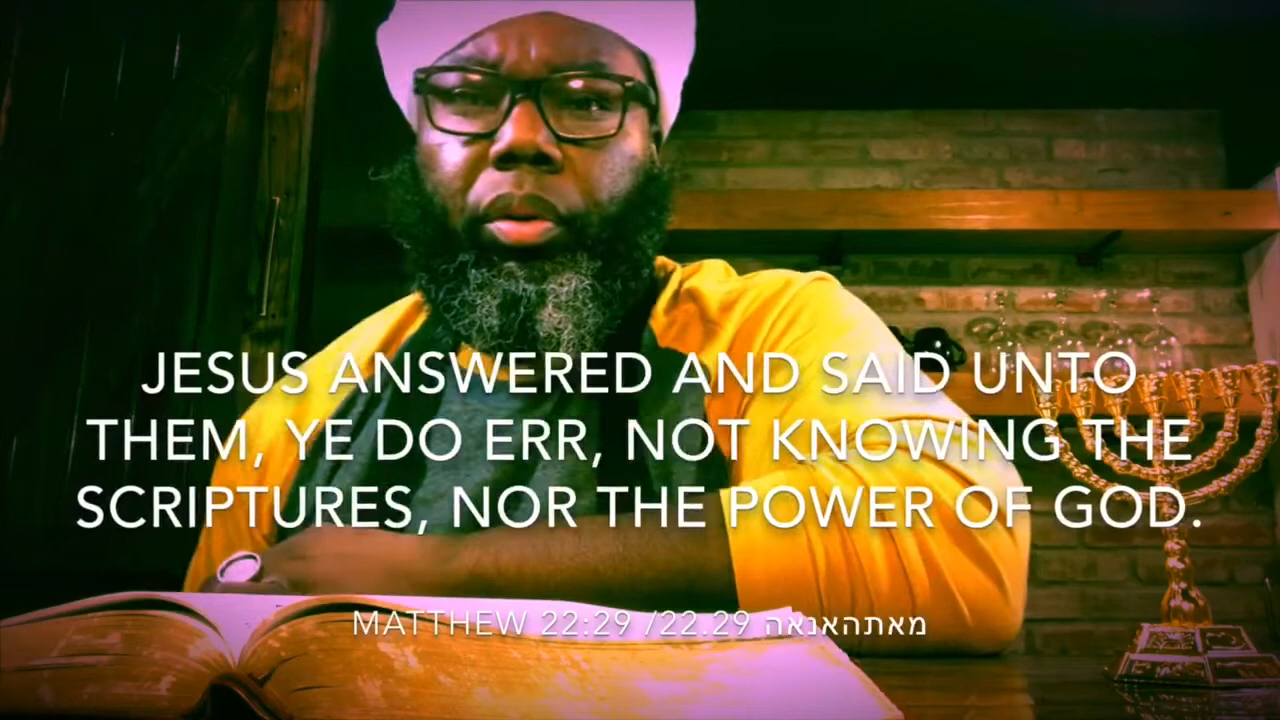 JESUS ANSWERED AND SAID UNTO
THEM, YE DO ERR, NOT KNOWING THE
SCRIPTURES, NOR THE POWER OF GOD.
MATTHEW 22:29 /22.29 מאתהאנאה